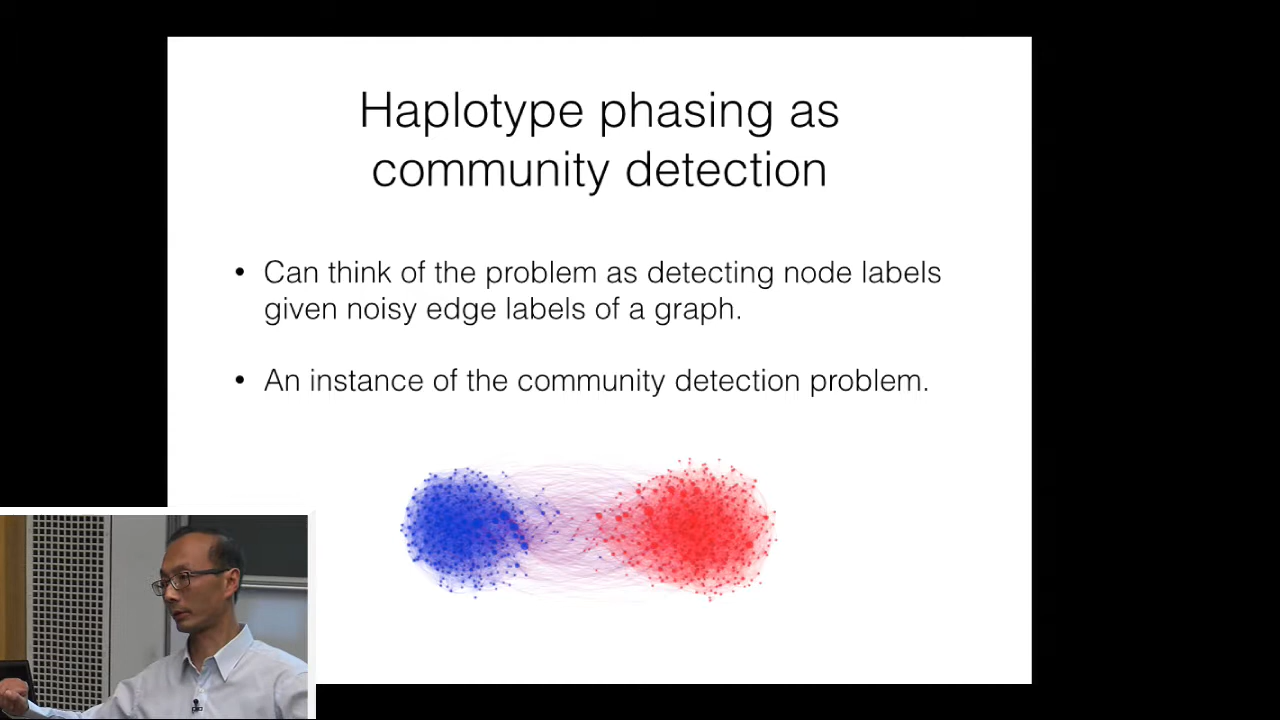 Haplotype phasing as
community detection
• Can think of the problem as detecting node labels
given noisy edge labels of a graph.
• An instance of the community detection problem.